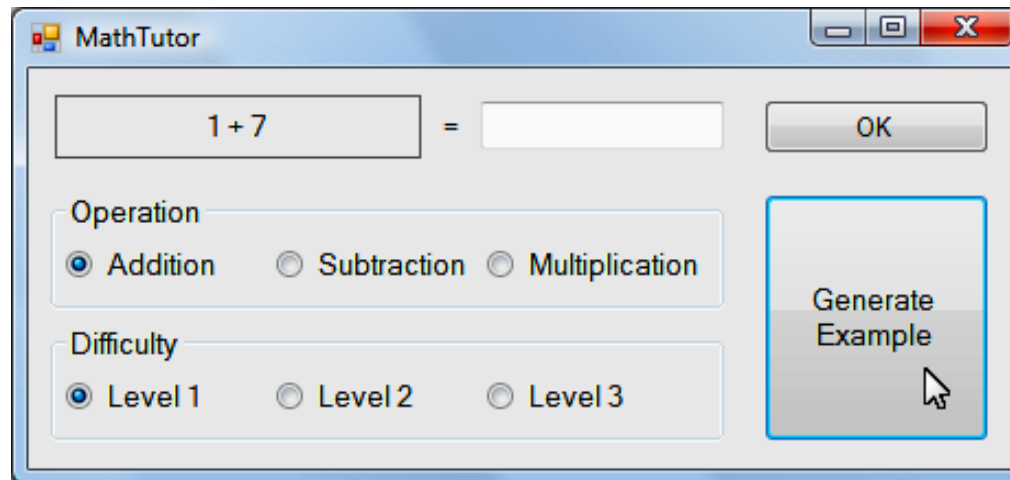 MathTutor
1 + 7 =
OK
Operation
Addition Subtraction Multiplication
Generate
Example
Difficulty
Level 1 Level 2 Level 3